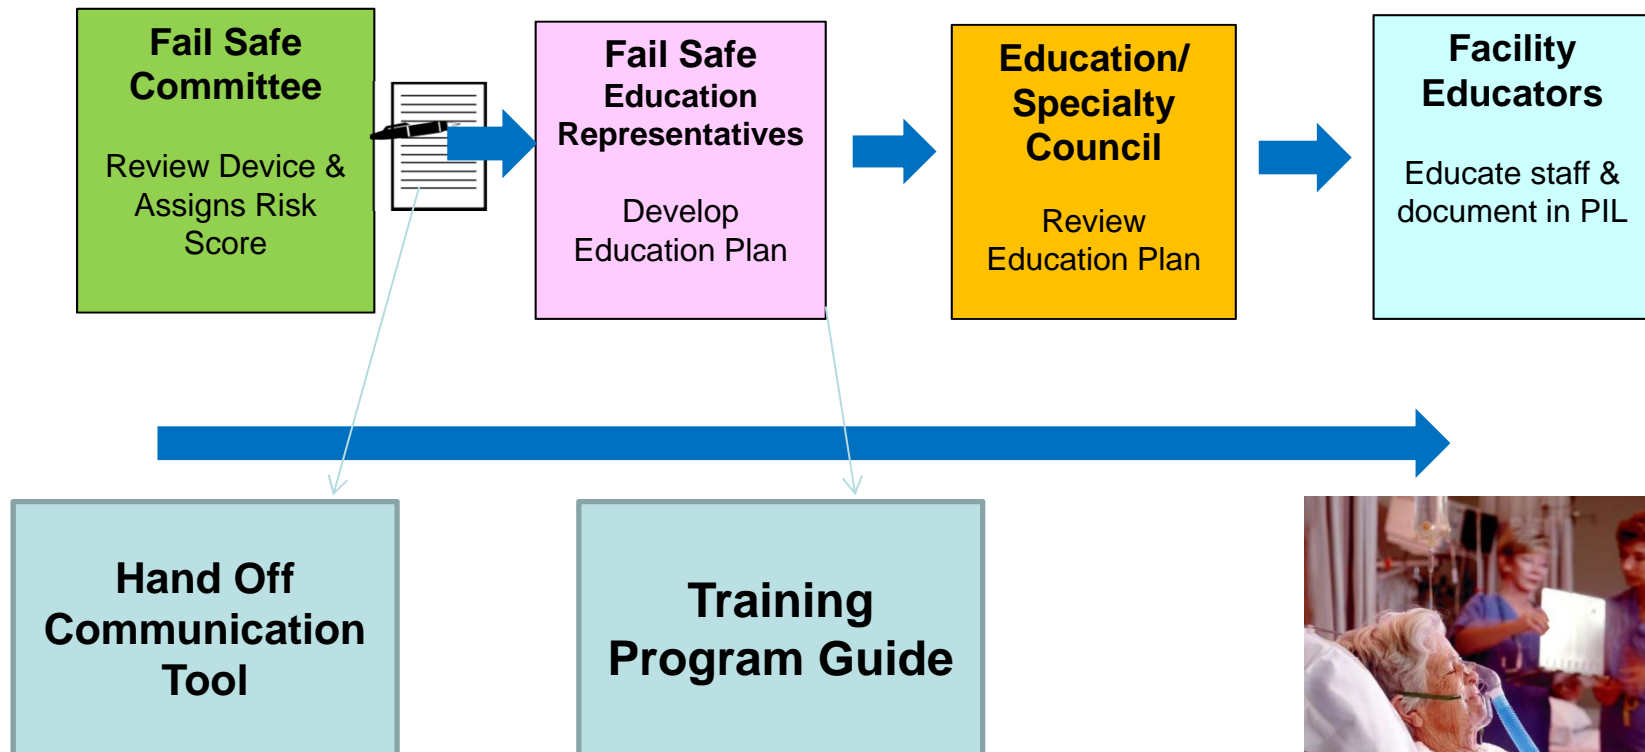 Fail Safe
Committee
Review Device &
Assigns Risk
Score
Fail Safe
Education
Representatives
Develop
Education Plan
Education/
Specialty
Council
Review
Education Plan
Facility
Educators
Educate staff &
document in PIL
Hand Off
Communication
Tool
Training
Program Guide